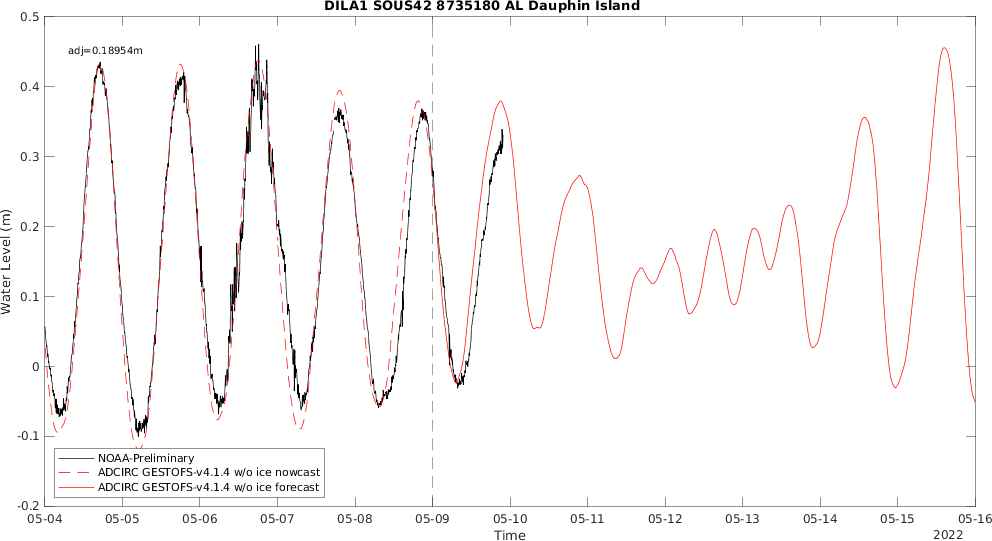 DILA1 SOUS42 8735180 AL Dauphin Island
adj=0.18954m
0.5
0.4
0.3
0.2
0.1
0
-0.1
-0.2
Water Level (m)
NOAA-Preliminary
ADCIRC GESTOFS-v4.1.4 w/o ice nowcast
ADCIRC GESTOFS-v4.1.4 w/o ice forecast
05-04 05-05 05-06 05-07 05-08 05-09 05-10 05-11 05-12 05-13 05-14 05-15 05-16
Time
2022